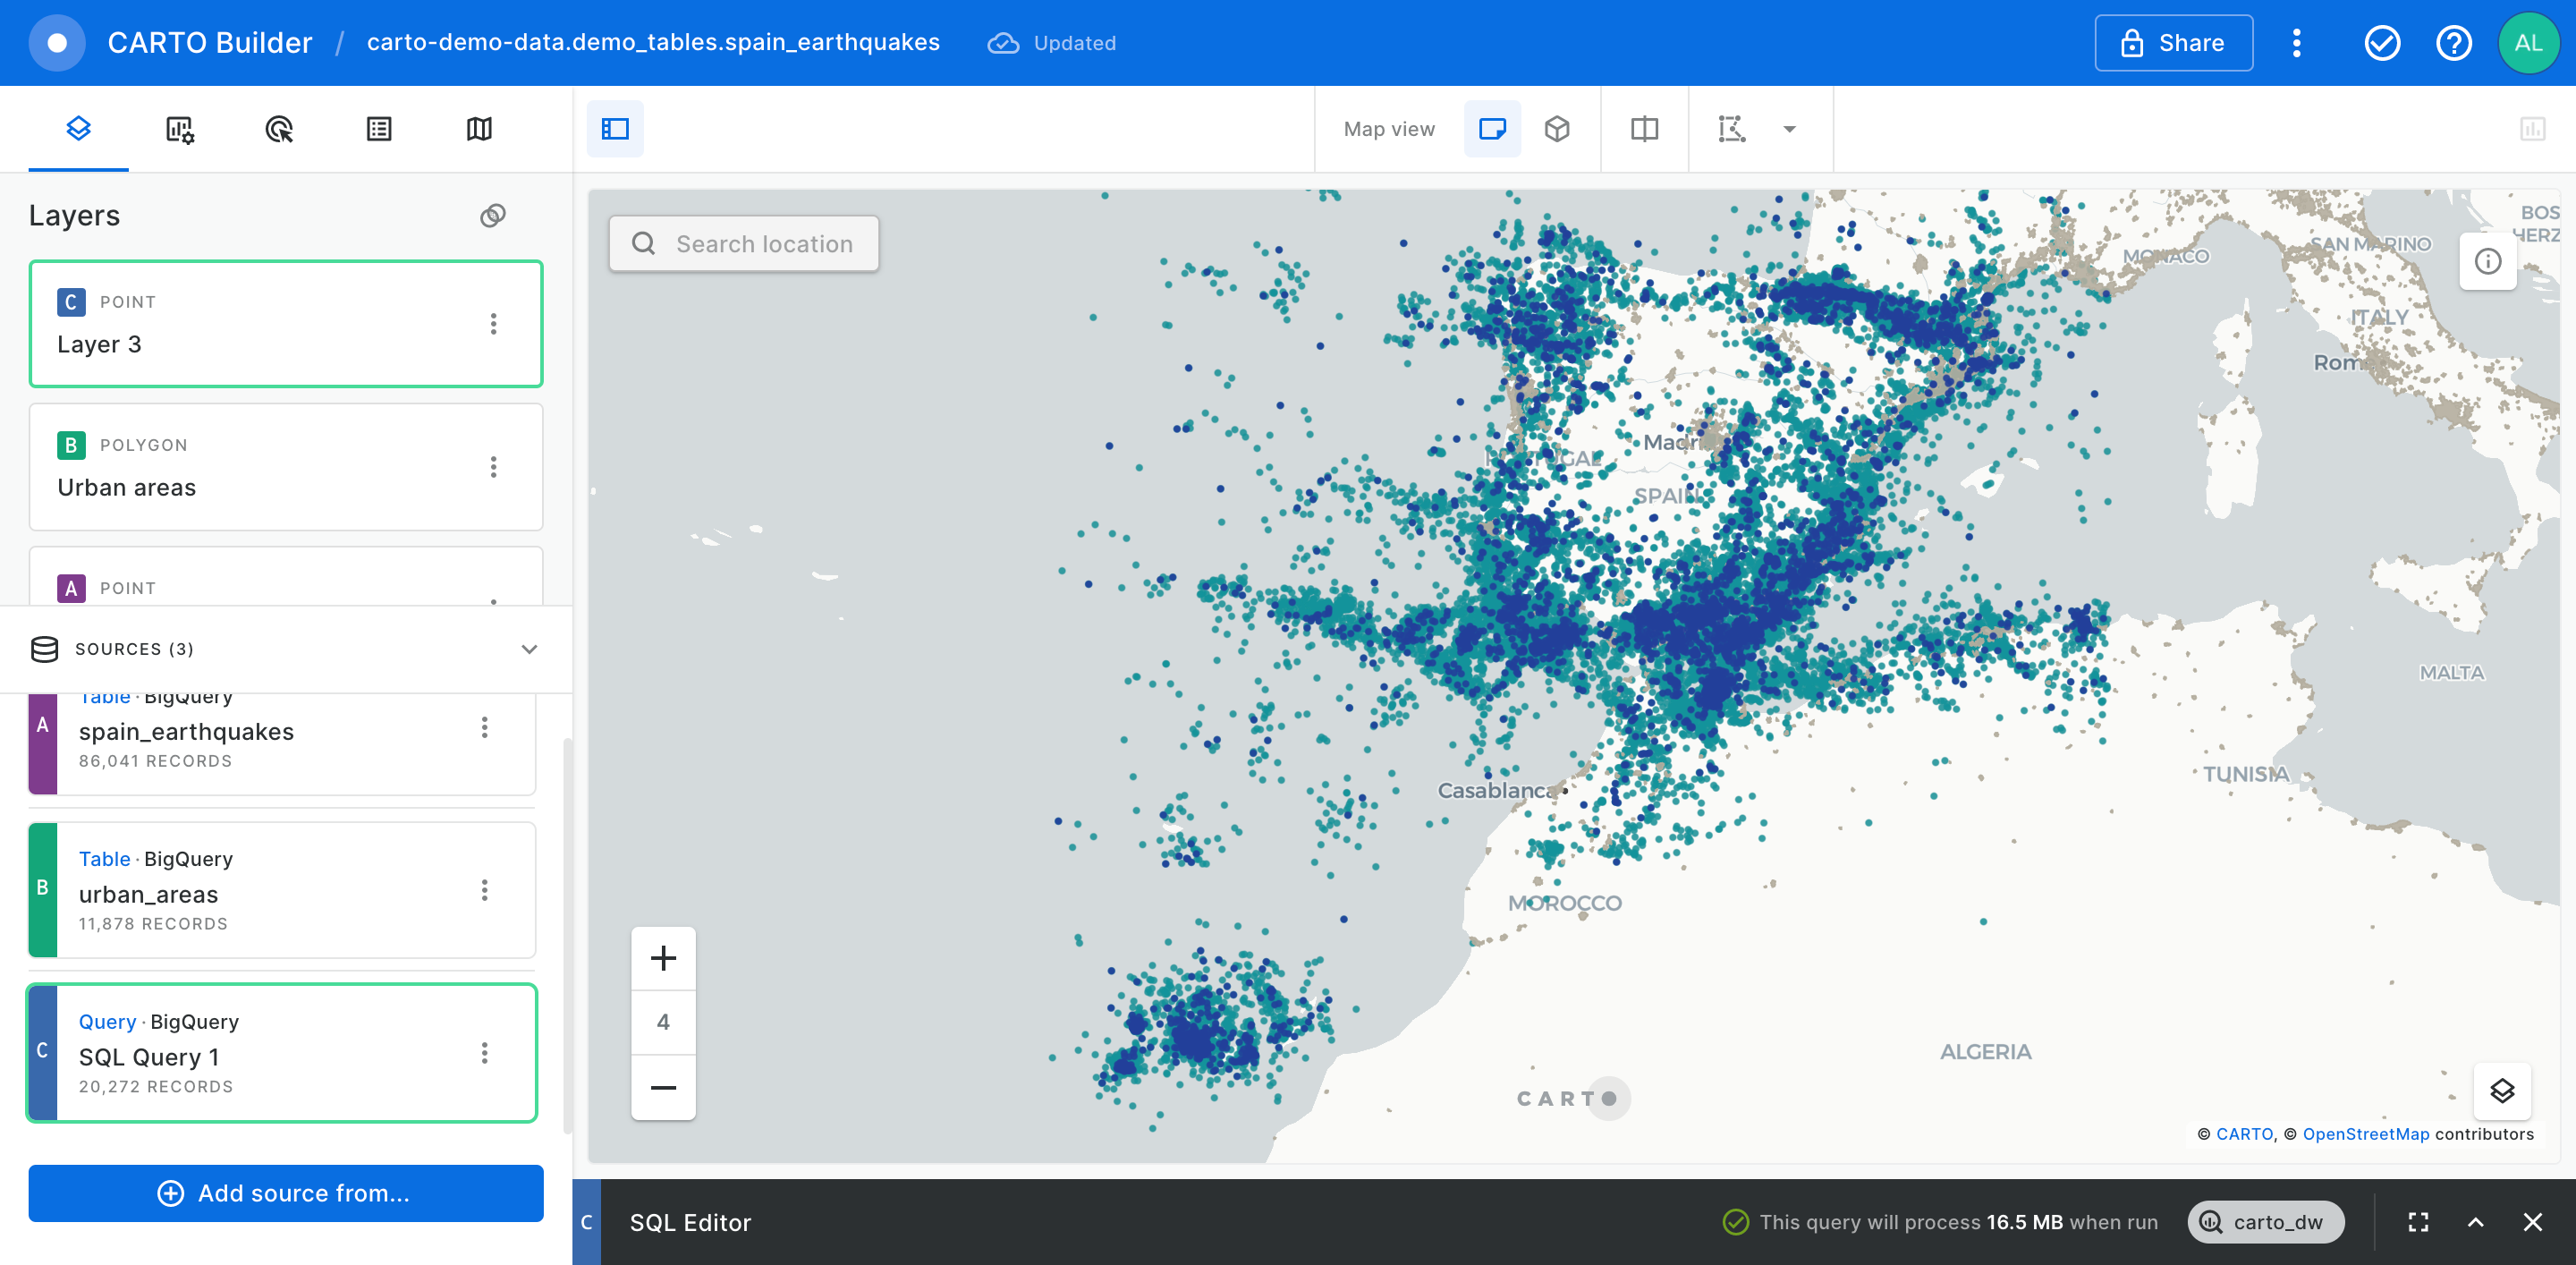 CARTO Builder / carto-demo-data.demo_tables.spain_earthquakes Updated
Share
AL
Map view
Layers
C POINT
Layer 3
B POLYGON
Urban areas
A POINT
SOURCES (3)
A
Table · BigQuery
spain_earthquakes
86,041 RECORDS
B
Table · BigQuery
urban_areas
11,878 RECORDS
C
Query · BigQuery
SQL Query 1
20,272 RECORDS
Add source from...
Search location
BOS
HERZ
SAN MARINO
MONACO
ITALY
Rom
Madri
PORTUGAL
SPAIN
MALTA
TUNISIA
Casablanca
MOROCCO
ALGERIA
4
CARTO
© CARTO, © OpenStreetMap contributors
C SQL Editor
This query will process 16.5 MB when run
carto_dw